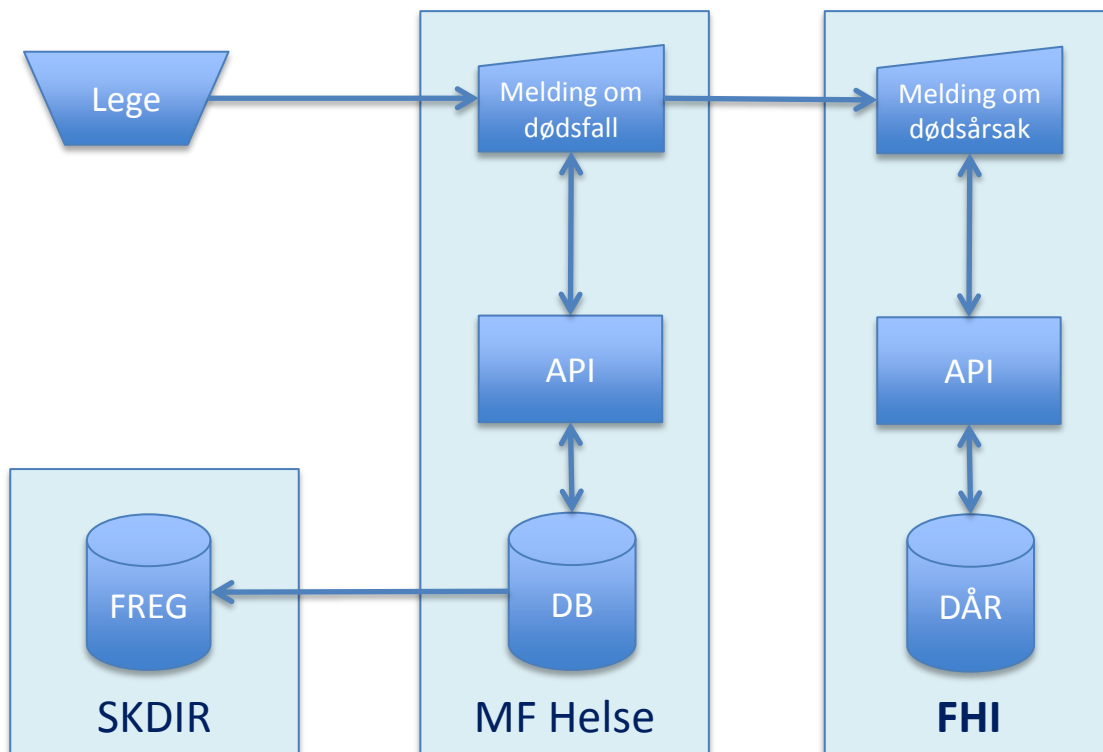 Lege
Melding om
dødsfall
Melding om
dødsårsak
API
API
FREG
DB
DÅR
SKDIR
MF Helse
FHI